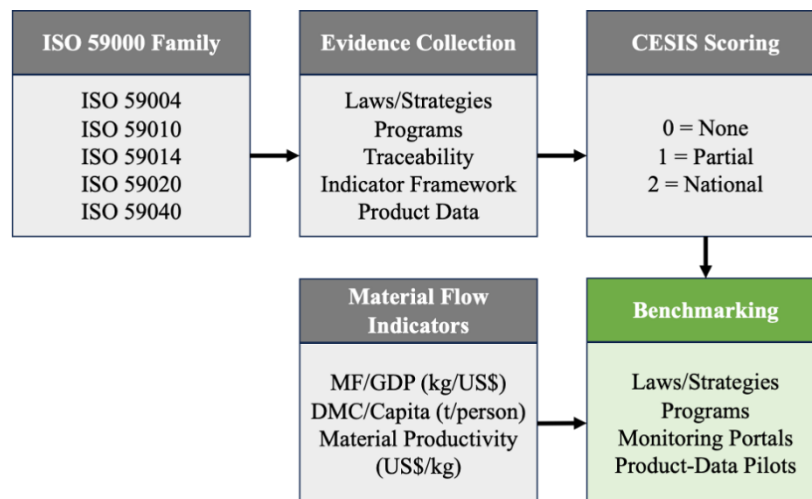 ISO 59000 Family
ISO 59004
ISO 59010
ISO 59014
ISO 59020
ISO 59040
Evidence Collection
Laws/Strategies
Programs
Traceability
Indicator Framework
Product Data
CESIS Scoring
0 = None
1 = Partial
2 = National
Material Flow
Indicators
MF/GDP (kg/US$)
DMC/Capita (t/person)
Material Productivity
(US$/kg)
Benchmarking
Laws/Strategies
Programs
Monitoring Portals
Product-Data Pilots